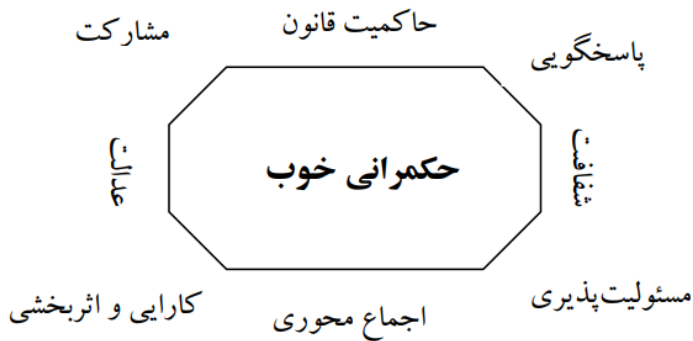 مشارکت
حاکمیت قانون
پاسخگویی
عدالت
حکمرانی خوب
شفافیت
کارایی و اثربخشی
اجماع محوری
مسئولیت‌پذیری